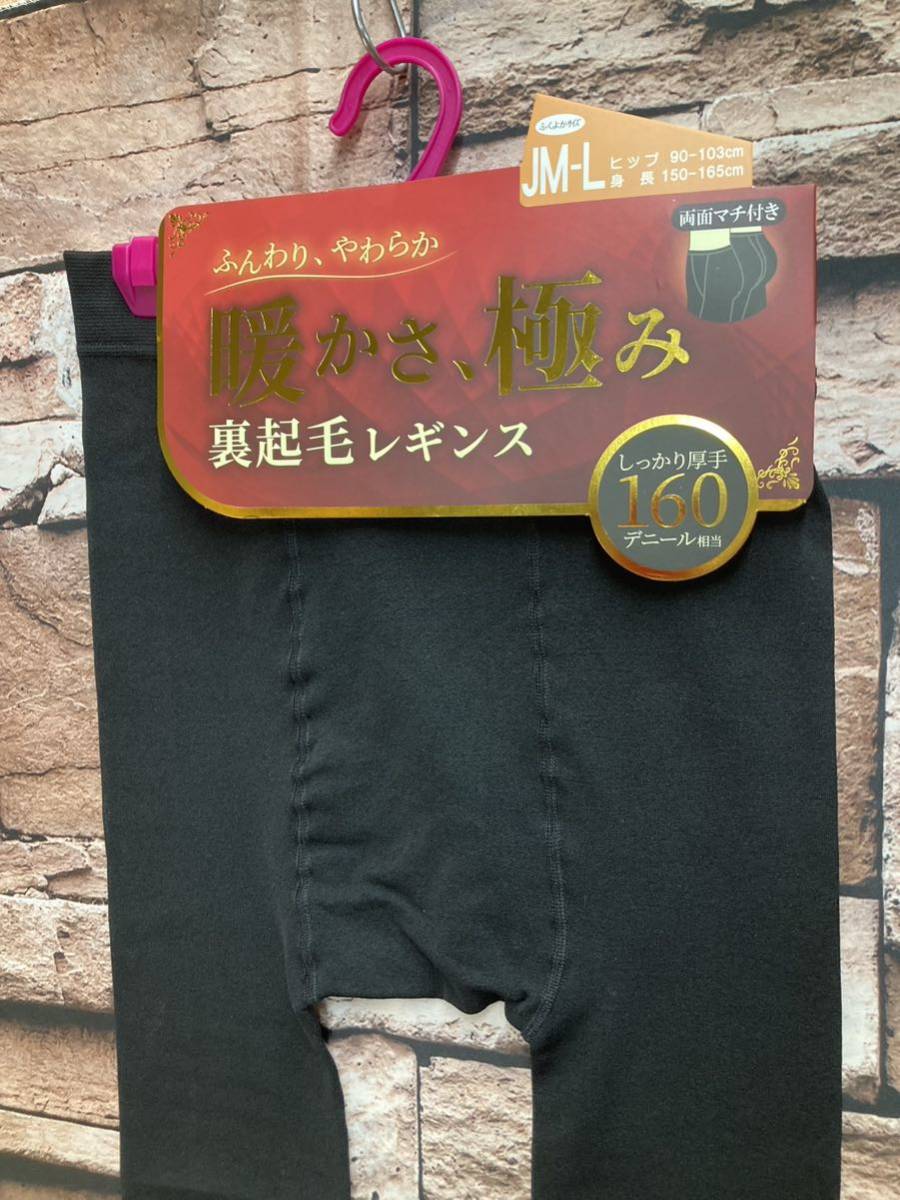 ふくよかサイズ
JM-L
ヒップ 90-103cm
身長 150-165cm
両面マチ付き
ふんわり、やわらか
暖かさ、極み
裏起毛レギンス
しっかり厚手
160
デニール相当